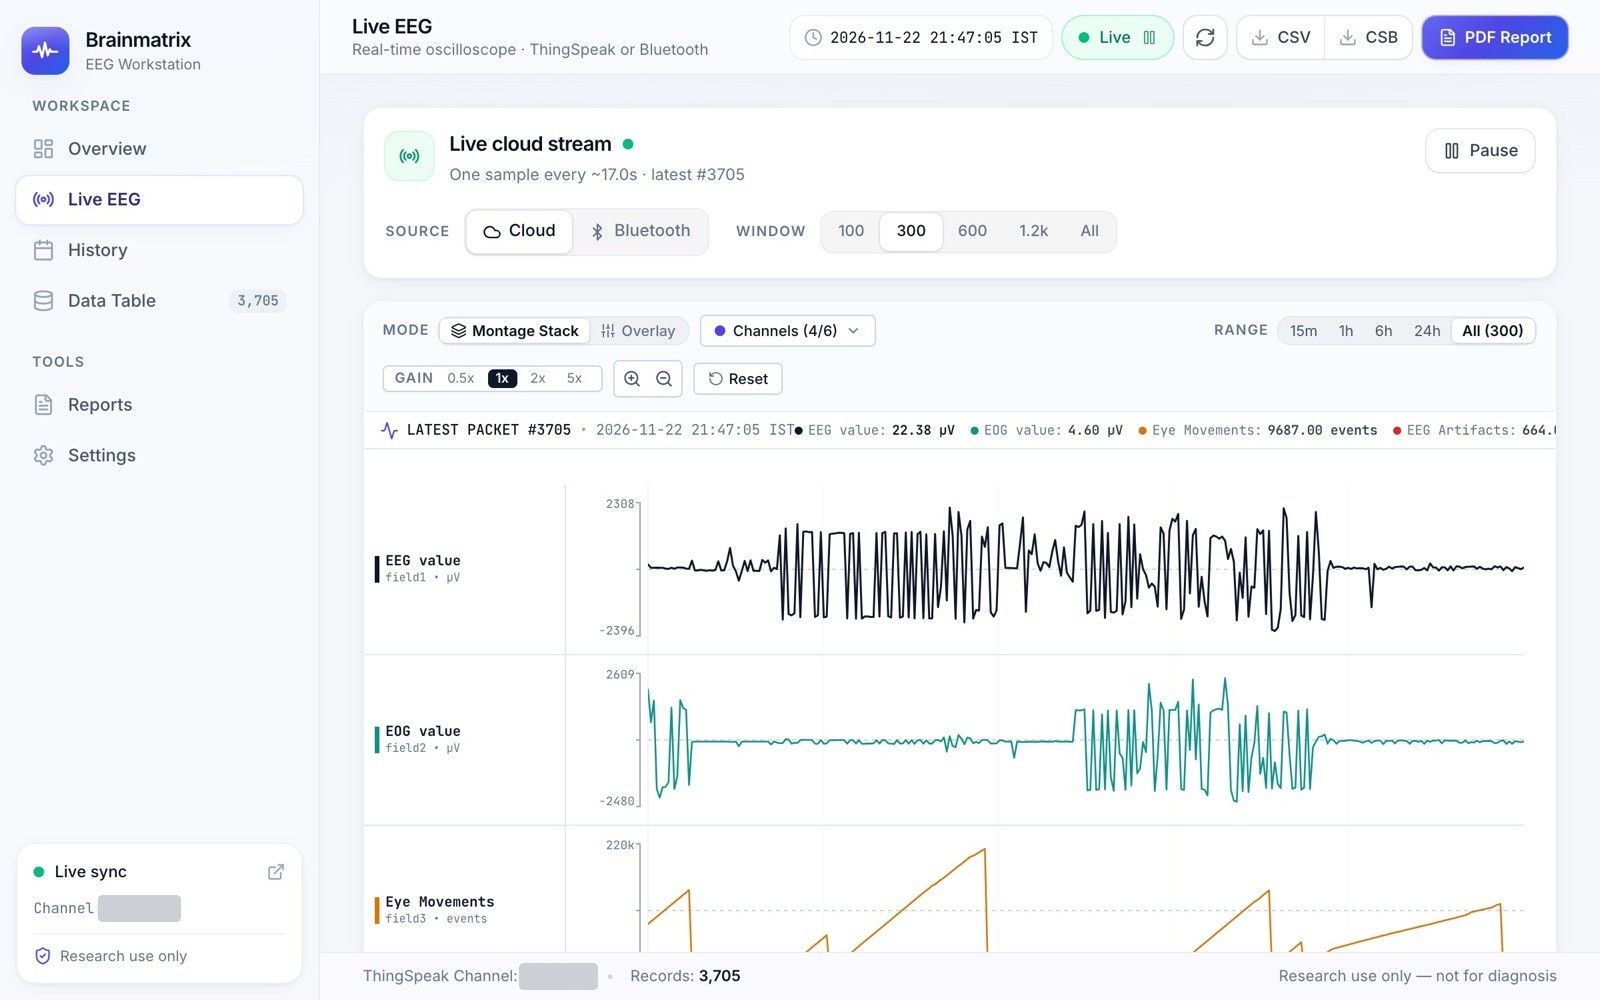 Brainmatrix
EEG Workstation
WORKSPACE
Overview
Live EEG
History
Data Table 3,705
TOOLS
Reports
Settings
Live sync
Channel
Research use only
Live EEG
Real-time oscilloscope · ThingSpeak or Bluetooth
2026-11-22 21:47:05 IST
Live
CSV
CSB
PDF Report
Live cloud stream
One sample every ~17.0s · latest #3705
Pause
SOURCE Cloud Bluetooth WINDOW 100 300 600 1.2k All
MODE Montage Stack Overlay Channels (4/6) RANGE 15m 1h 6h 24h All (300)
GAIN 0.5x 1x 2x 5x Reset
LATEST PACKET #3705 • 2026-11-22 21:47:05 IST EEG value: 22.38 µV EOG value: 4.60 µV Eye Movements: 9687.00 events EEG Artifacts: 664.
2308
EEG value
field1 • µV
-2396
2609
EOG value
field2 • µV
-2480
220k
Eye Movements
field3 • events
ThingSpeak Channel: • Records: 3,705
Research use only — not for diagnosis